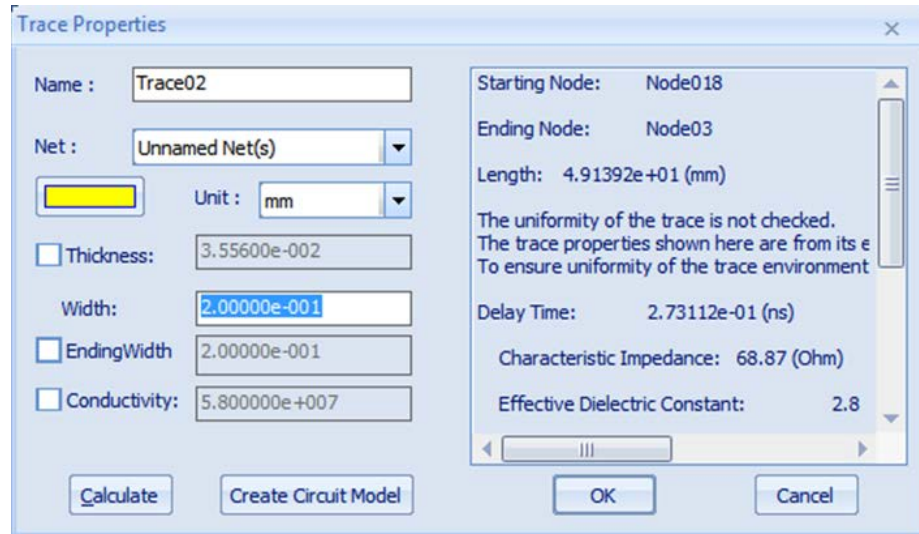 Trace Properties
Name :
Trace02
Net :
Unnamed Net(s)
Unit :
mm
Thickness:
3.55600e-002
Width:
2.00000e-001
EndingWidth
2.00000e-001
Conductivity:
5.800000e+007
Calculate
Create Circuit Model
Starting Node: Node018
Ending Node: Node03
Length: 4.91392e+01 (mm)
The uniformity of the trace is not checked.
The trace properties shown here are from its e
To ensure uniformity of the trace environment
Delay Time: 2.73112e-01 (ns)
Characteristic Impedance: 68.87 (Ohm)
Effective Dielectric Constant: 2.8
OK
Cancel